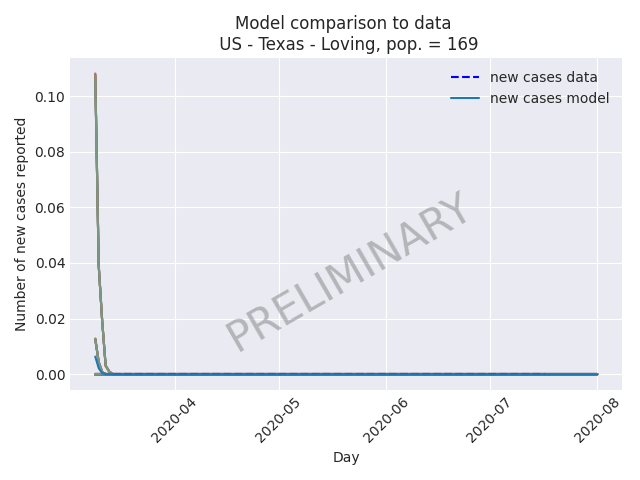 Model comparison to data
US - Texas - Loving, pop. = 169
new cases data
new cases model
Number of new cases reported
0.10
0.08
0.06
0.04
0.02
0.00
PRELIMINARY
2020-04
2020-05
2020-06
2020-07
2020-08
Day